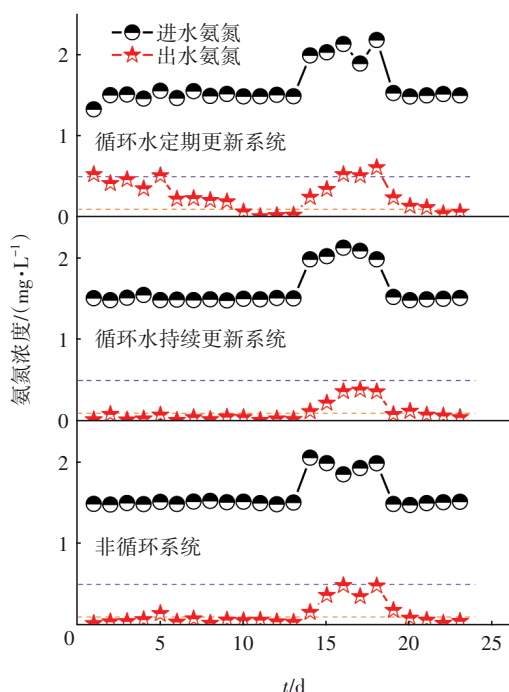 进水氨氮
出水氨氮
2
1
循环水定期更新系统
0
2
循环水持续更新系统
1
0
2
1
非循环系统
0
5
10
15
20
25
氨氮浓度/(mg·L⁻¹)
t/d